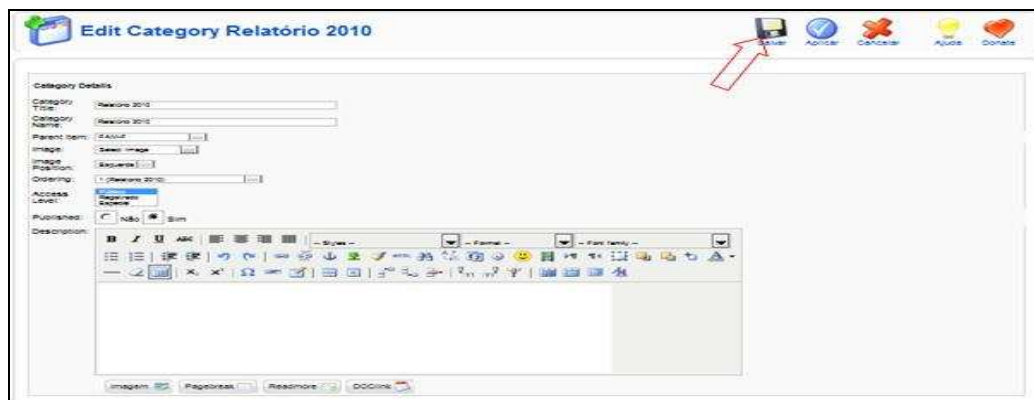 Edit Category Relatório 2010
Salvar Aplicar Cancelar Ajuda Donate
Category Details
Category Title: Relatório 2010
Category Name: Relatório 2010
Parent Item:
Image: Select Image
Image Position: Esquerda
Ordering: 1 (Relatório 2010)
Access Level: Público
Registrado
Especial
Published: Não Sim
Description:
B I U ABC - Styles - - Format - - Font family -
Imagem Pagebreak Readmore DOClink